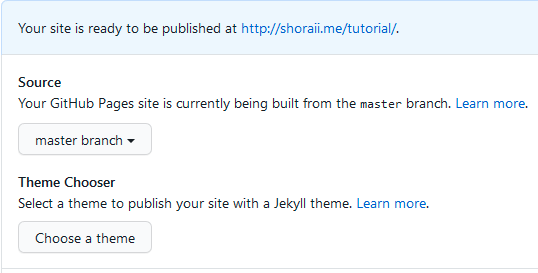 Your site is ready to be published at http://shoraii.me/tutorial/.
Source
Your GitHub Pages site is currently being built from the master branch. Learn more.
master branch
Theme Chooser
Select a theme to publish your site with a Jekyll theme. Learn more.
Choose a theme